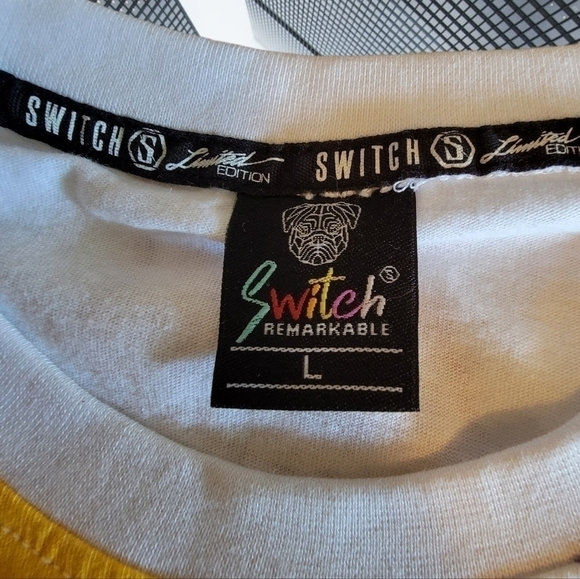 SWITCH S Limited EDITION SWITCH S Limited EDITION
Switch S
REMARKABLE
L